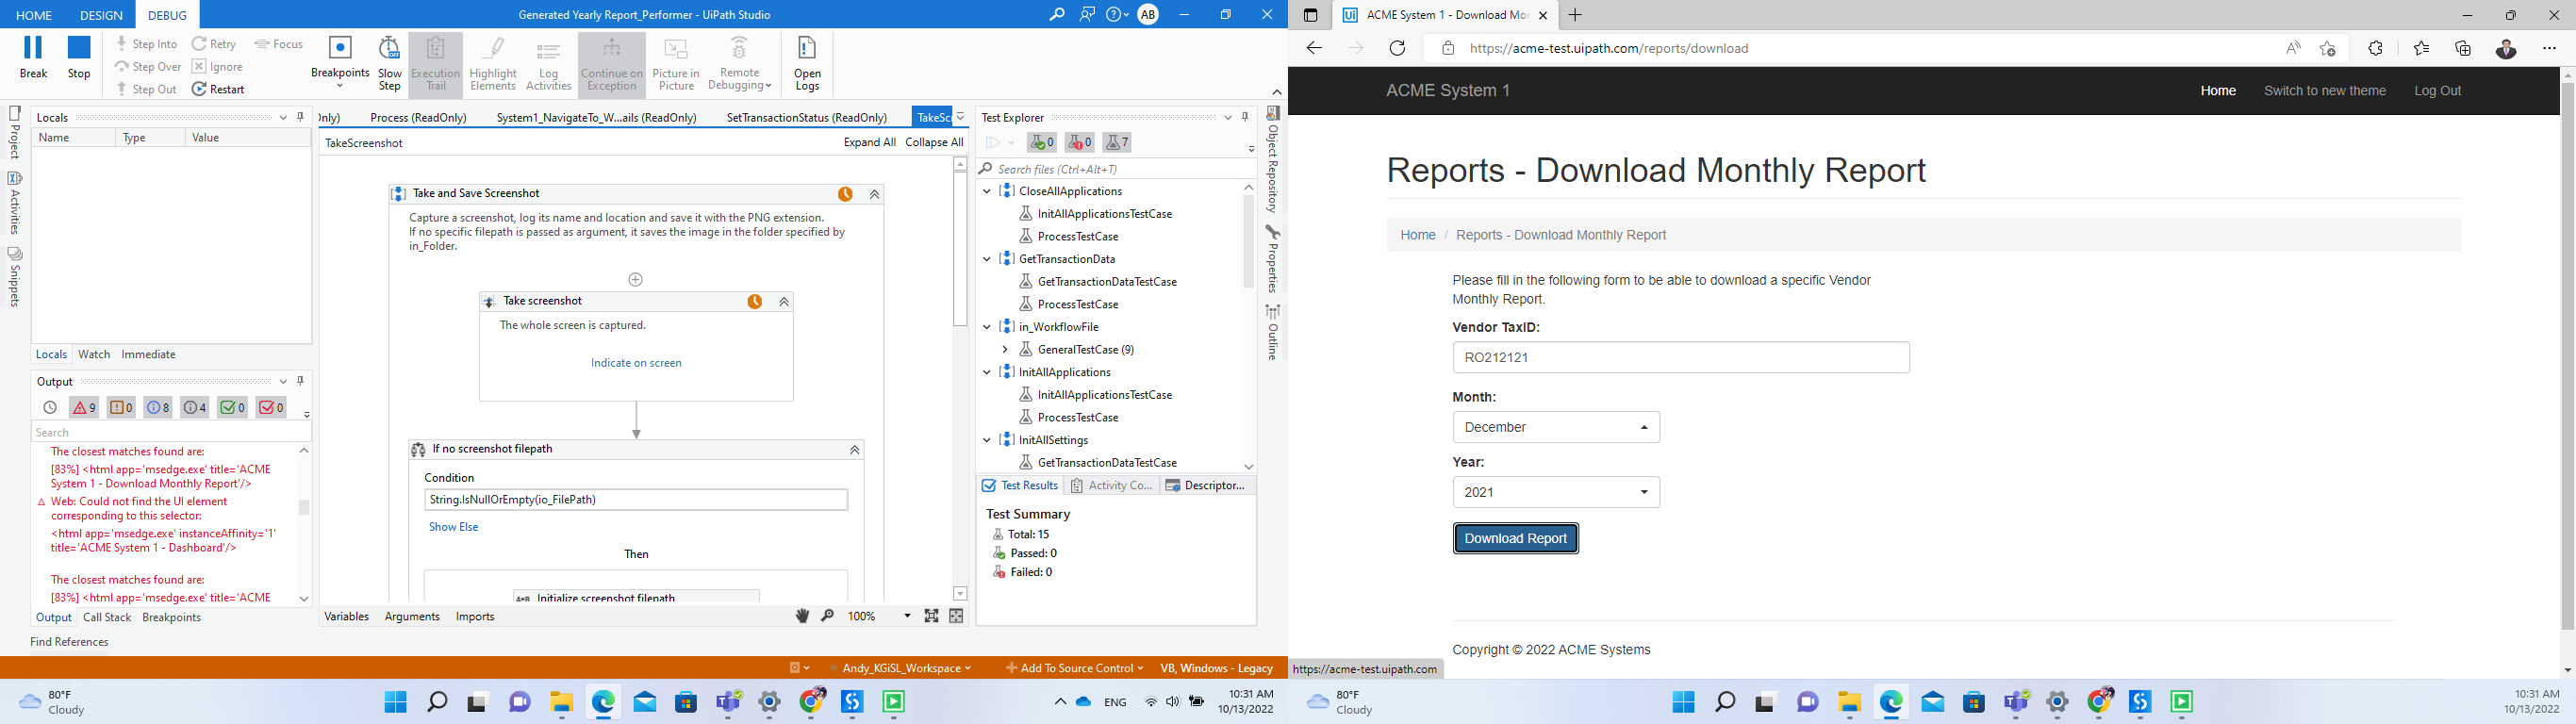 HOME DESIGN DEBUG Generated Yearly Report_Performer - UiPath Studio AB
Break
Stop
Step Into
Step Over
Step Out
Retry
Ignore
Restart
Focus
Breakpoints
Slow
Step
Execution
Trail
Highlight
Elements
Log
Activities
Continue on
Exception
Picture in
Picture
Remote
Debugging
Open
Logs
Project
Activities
Snippets
Locals
Name Type Value
Locals Watch Immediate
Output
9 0 8 4 0 0
Search
The closest matches found are:
[83%] <html app='msedge.exe' title='ACME
System 1 - Download Monthly Report'/>
Web: Could not find the UI element
corresponding to this selector:
<html app='msedge.exe' instanceAffinity='1'
title='ACME System 1 - Dashboard'/>
The closest matches found are:
[83%] <html app='msedge.exe' title='ACME
Output Call Stack Breakpoints
Find References
Only) Process (ReadOnly) System1_NavigateTo_W...ails (ReadOnly) SetTransactionStatus (ReadOnly)
TakeScreenshot Expand All Collapse All
Take and Save Screenshot
Capture a screenshot, log its name and location and save it with the PNG extension.
If no specific filepath is passed as argument, it saves the image in the folder specified by
in_Folder.
Take screenshot
The whole screen is captured.
Indicate on screen
If no screenshot filepath
Condition
String.IsNullOrEmpty(io_FilePath)
Show Else
Then
A+B Initialize screenshot filepath
Variables Arguments Imports 100%
Test Explorer
0 0 7
Search files (Ctrl+Alt+T)
CloseAllApplications
InitAllApplicationsTestCase
ProcessTestCase
GetTransactionData
GetTransactionDataTestCase
ProcessTestCase
in_WorkflowFile
GeneralTestCase (9)
InitAllApplications
InitAllApplicationsTestCase
ProcessTestCase
InitAllSettings
GetTransactionDataTestCase
Test Results Activity Co... Descriptor...
Test Summary
Total: 15
Passed: 0
Failed: 0
Object Repository
Properties
Outline
Andy_KGiSL_Workspace Add To Source Control VB, Windows - Legacy
80°F
Cloudy
ENG
10:31 AM
10/13/2022
Ui ACME System 1 - Download Mor
https://acme-test.uipath.com/reports/download
ACME System 1 Home Switch to new theme Log Out
Reports - Download Monthly Report
Home / Reports - Download Monthly Report
Please fill in the following form to be able to download a specific Vendor
Monthly Report.
Vendor TaxID:
RO212121
Month:
December
Year:
2021
Download Report
Copyright © 2022 ACME Systems
https://acme-test.uipath.com
80°F
Cloudy
10:31 AM
10/13/2022